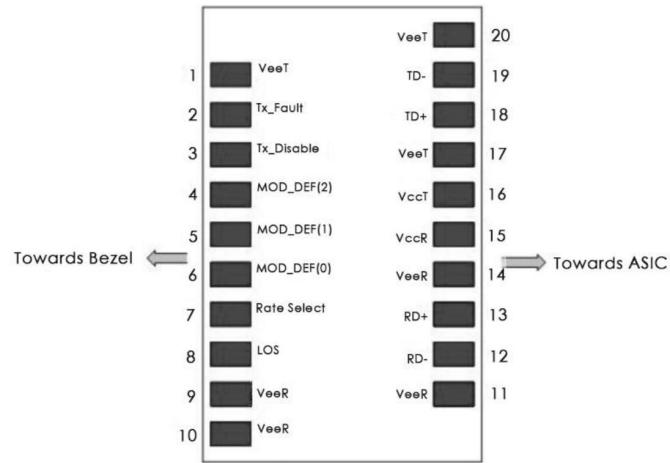 VeeT 20
1 VeeT TD- 19
2 Tx_Fault TD+ 18
3 Tx_Disable VeeT 17
4 MOD_DEF(2) VccT 16
5 MOD_DEF(1) VccR 15
Towards Bezel
6 MOD_DEF(0) VeeR 14
Towards ASIC
7 Rate Select RD+ 13
8 LOS RD- 12
9 VeeR VeeR 11
10 VeeR